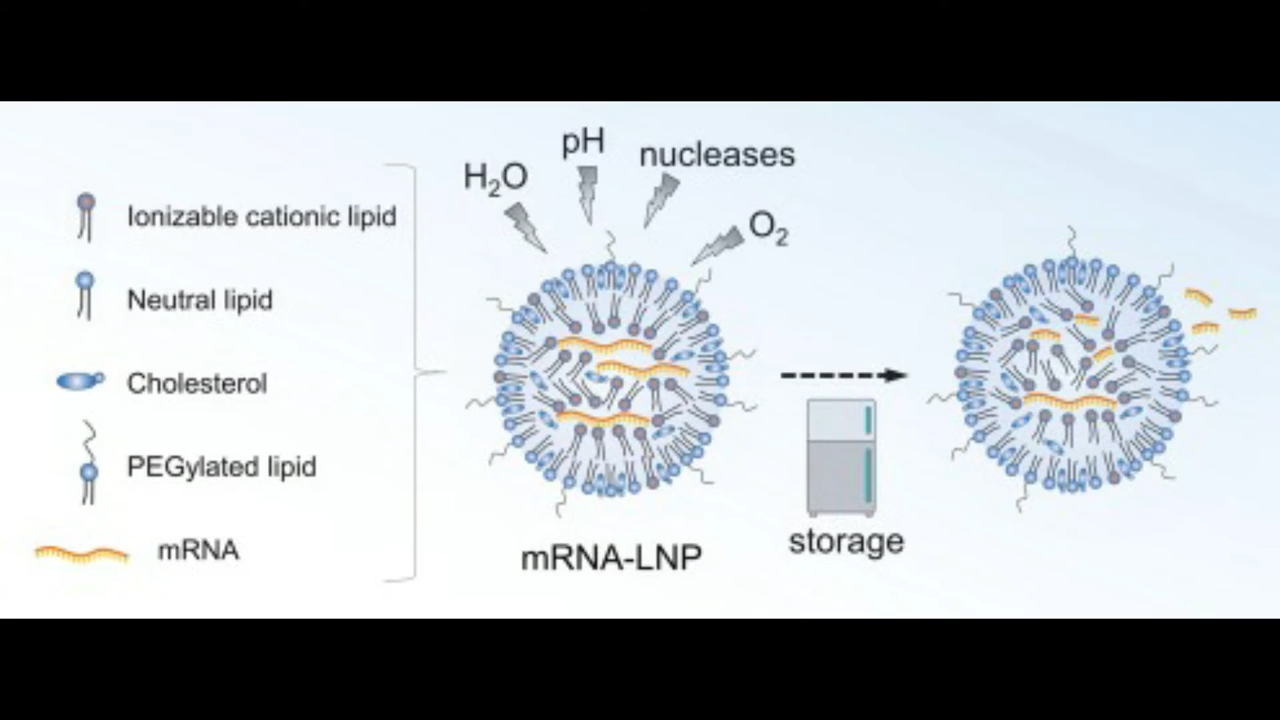 Ionizable cationic lipid
Neutral lipid
Cholesterol
PEGylated lipid
mRNA
H₂O
pH
nucleases
O₂
mRNA-LNP
storage